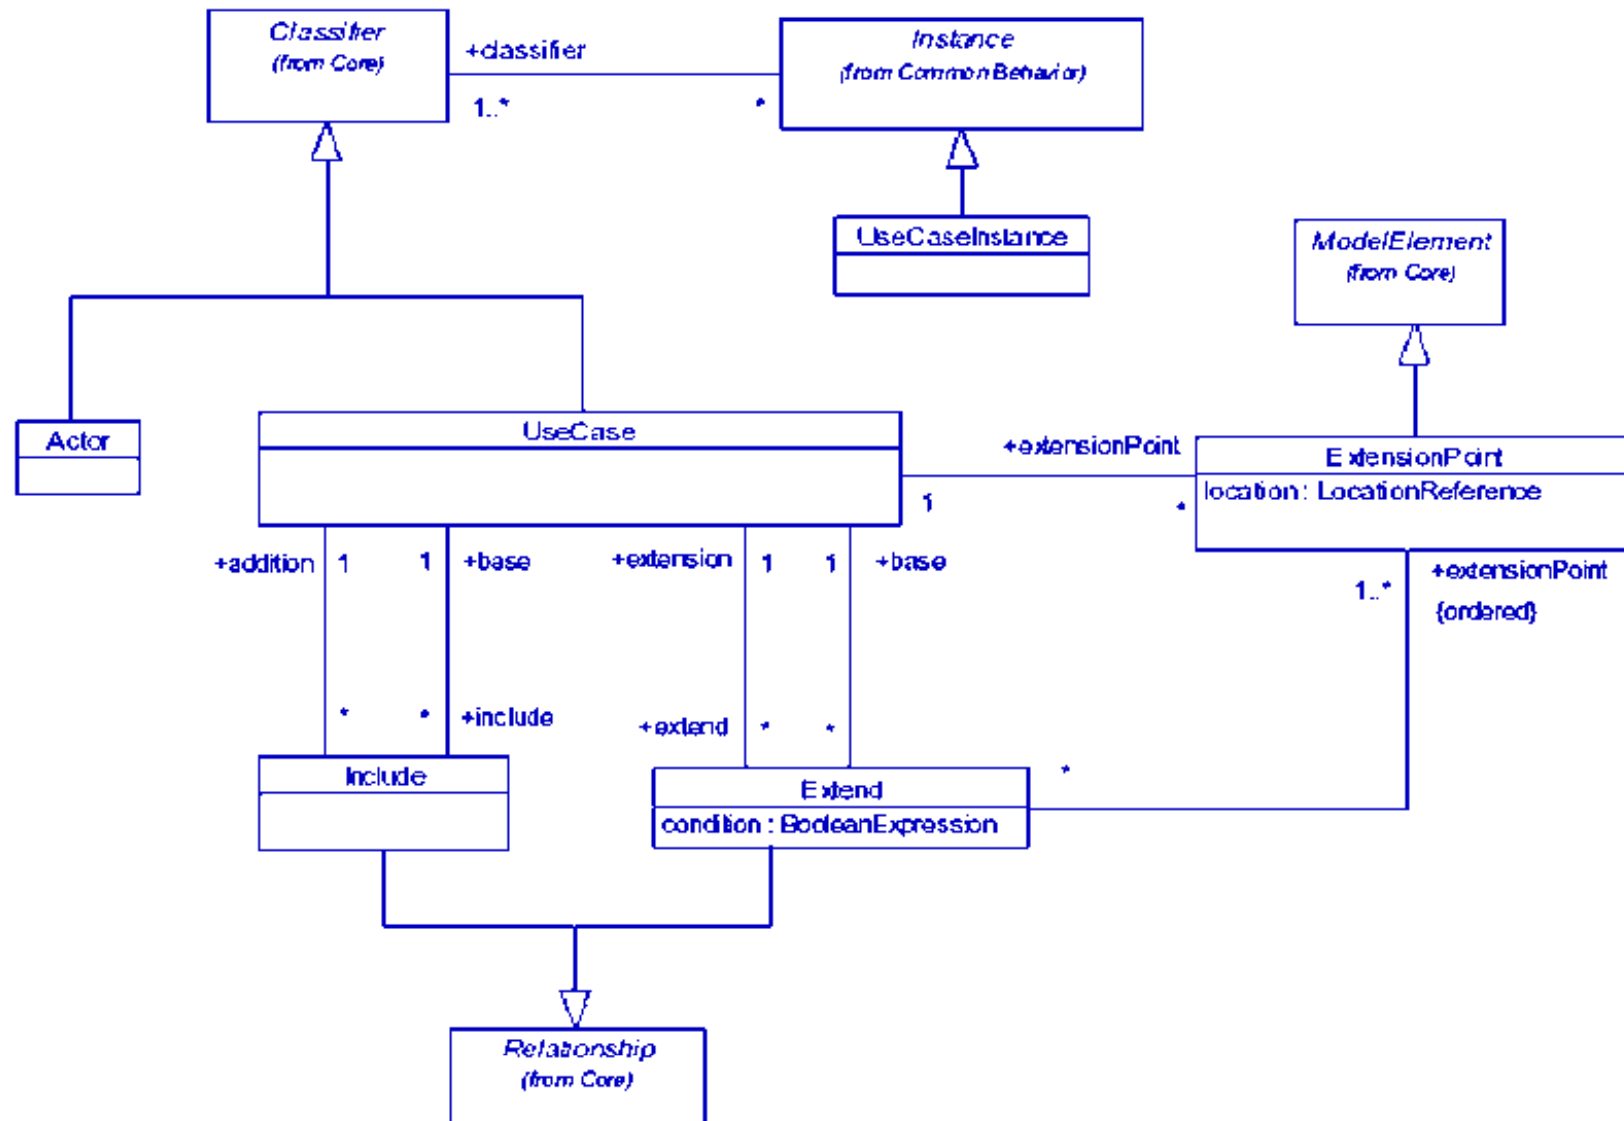 Classifier
(from Core)
+classifier
1..*
*
Instance
(from Common Behavior)
UseCaseInstance
ModelElement
(from Core)
Actor
UseCase
+extensionPoint
1
*
ExtensionPoint
location : LocationReference
+addition
1
1
+base
+extension
1
1
+base
1..*
+extensionPoint
{ordered}
*
*
+include
+extend
*
*
Include
Extend
condition : BooleanExpression
*
Relationship
(from Core)